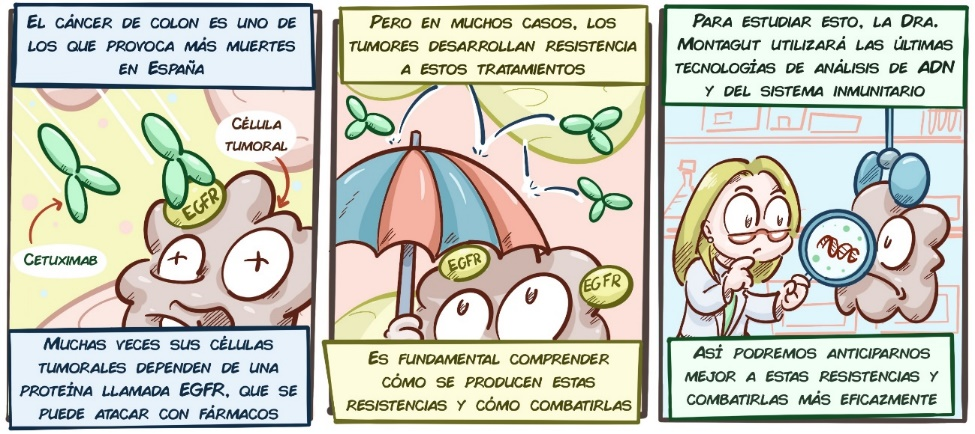 El cáncer de colon es uno de
los que provoca más muertes
en España
Célula
tumoral
EGFR
Cetuximab
Muchas veces sus células
tumorales dependen de una
proteína llamada EGFR, que se
puede atacar con fármacos
Pero en muchos casos, los
tumores desarrollan resistencia
a estos tratamientos
EGFR
EGFR
Es fundamental comprender
cómo se producen estas
resistencias y cómo combatirlas
Para estudiar esto, la Dra.
Montagut utilizará las últimas
tecnologías de análisis de ADN
y del sistema inmunitario
Así podremos anticiparnos
mejor a estas resistencias y
combatirlas más eficazmente